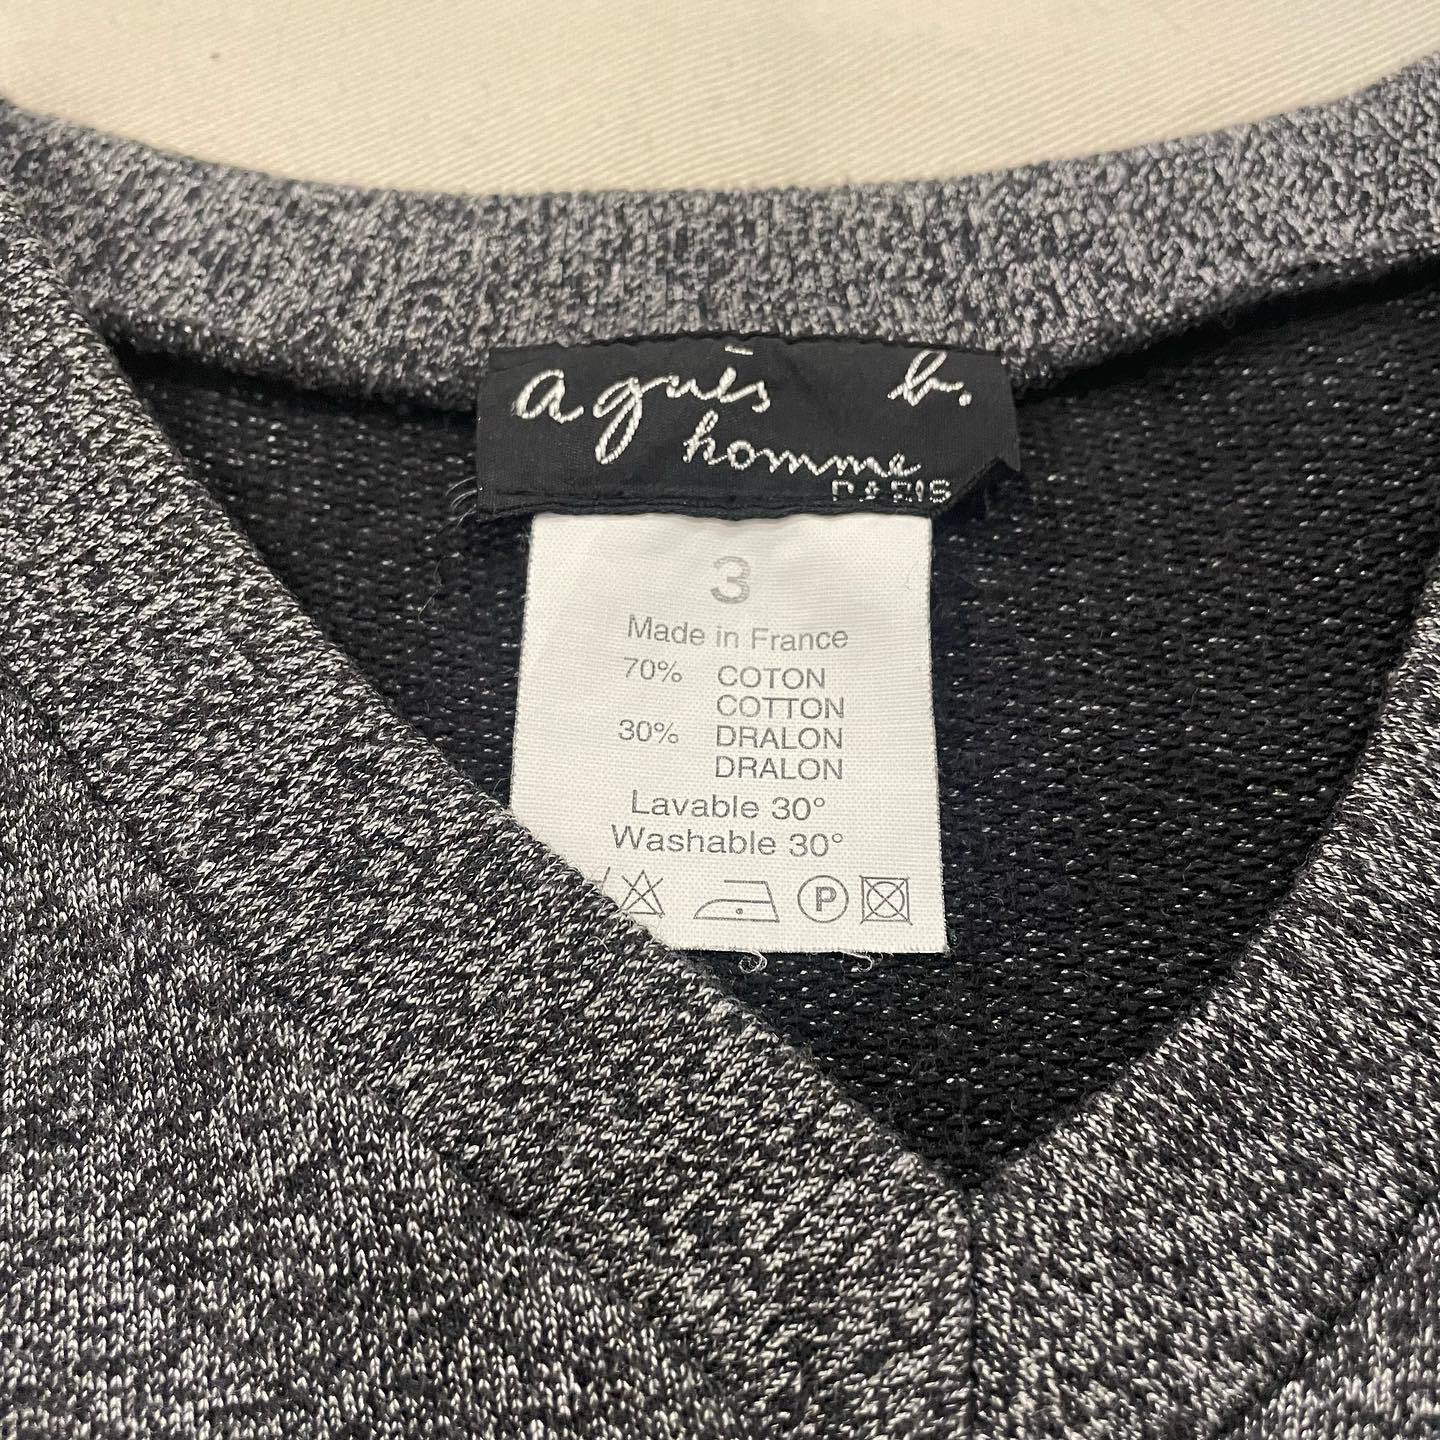 agnès b.
homme
PARIS
3
Made in France
70% COTON
COTTON
30% DRALON
DRALON
Lavable 30°
Washable 30°
P